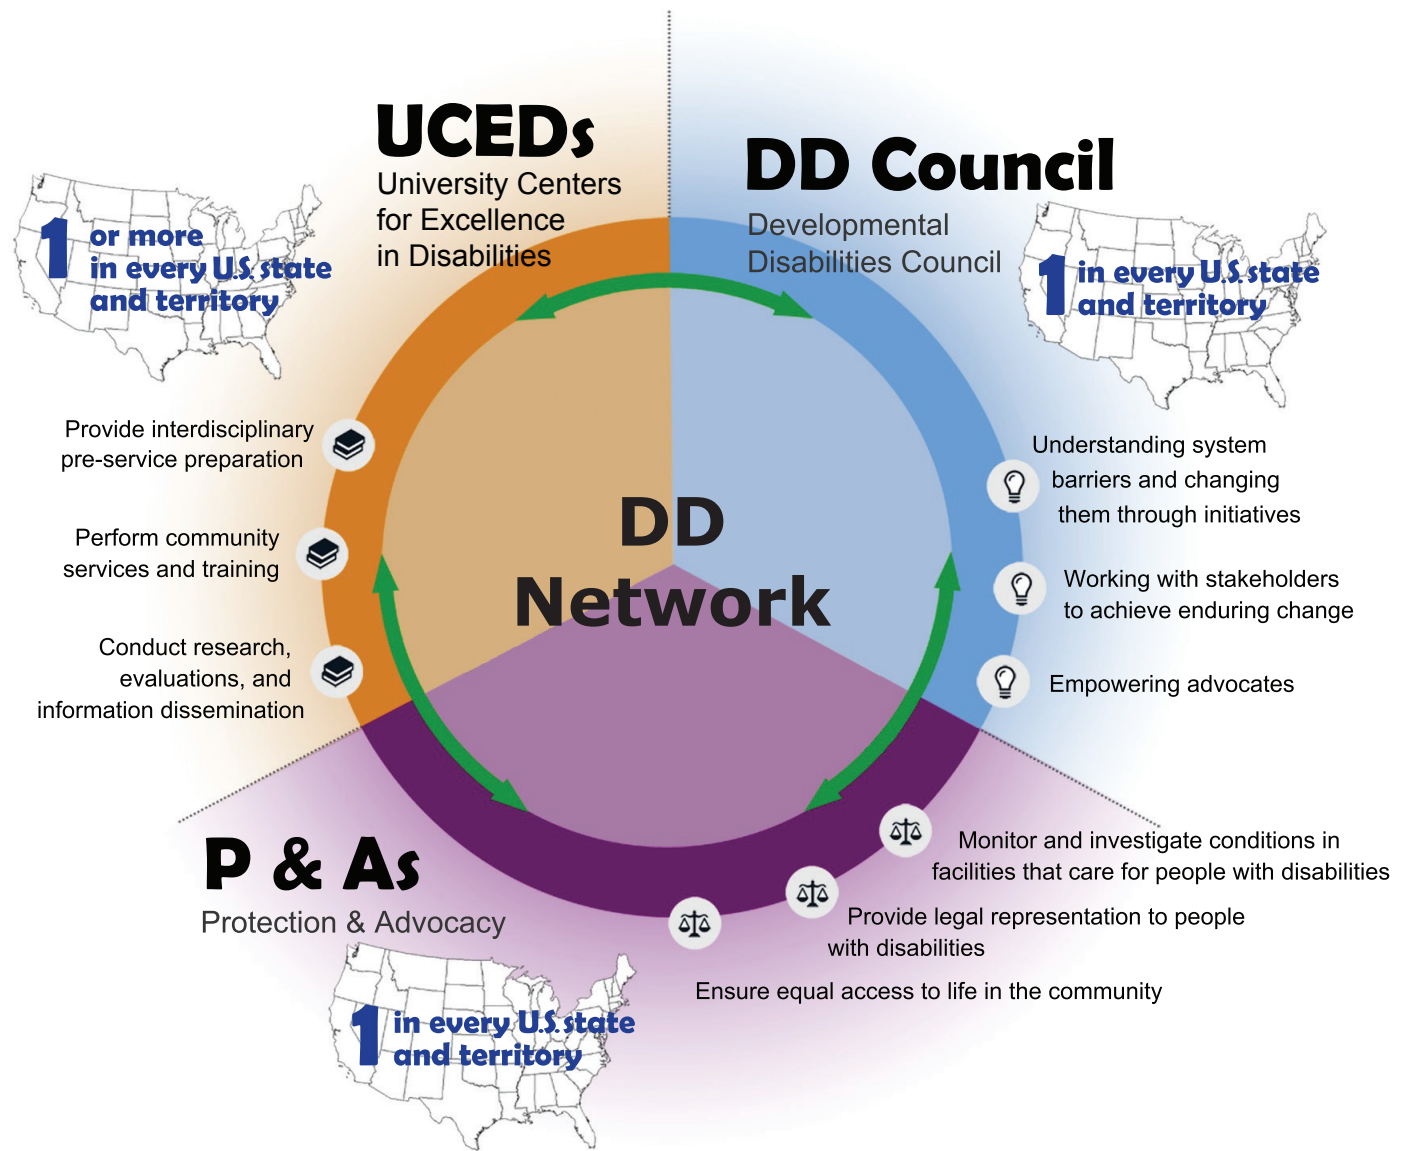 UCEDs
University Centers
for Excellence
in Disabilities
1 or more
in every U.S. state
and territory
Provide interdisciplinary
pre-service preparation
Perform community
services and training
Conduct research,
evaluations, and
information dissemination
DD Council
Developmental
Disabilities Council
1 in every U.S. state
and territory
Understanding system
barriers and changing
them through initiatives
Working with stakeholders
to achieve enduring change
Empowering advocates
DD
Network
P & As
Protection & Advocacy
1 in every U.S. state
and territory
Monitor and investigate conditions in
facilities that care for people with disabilities
Provide legal representation to people
with disabilities
Ensure equal access to life in the community